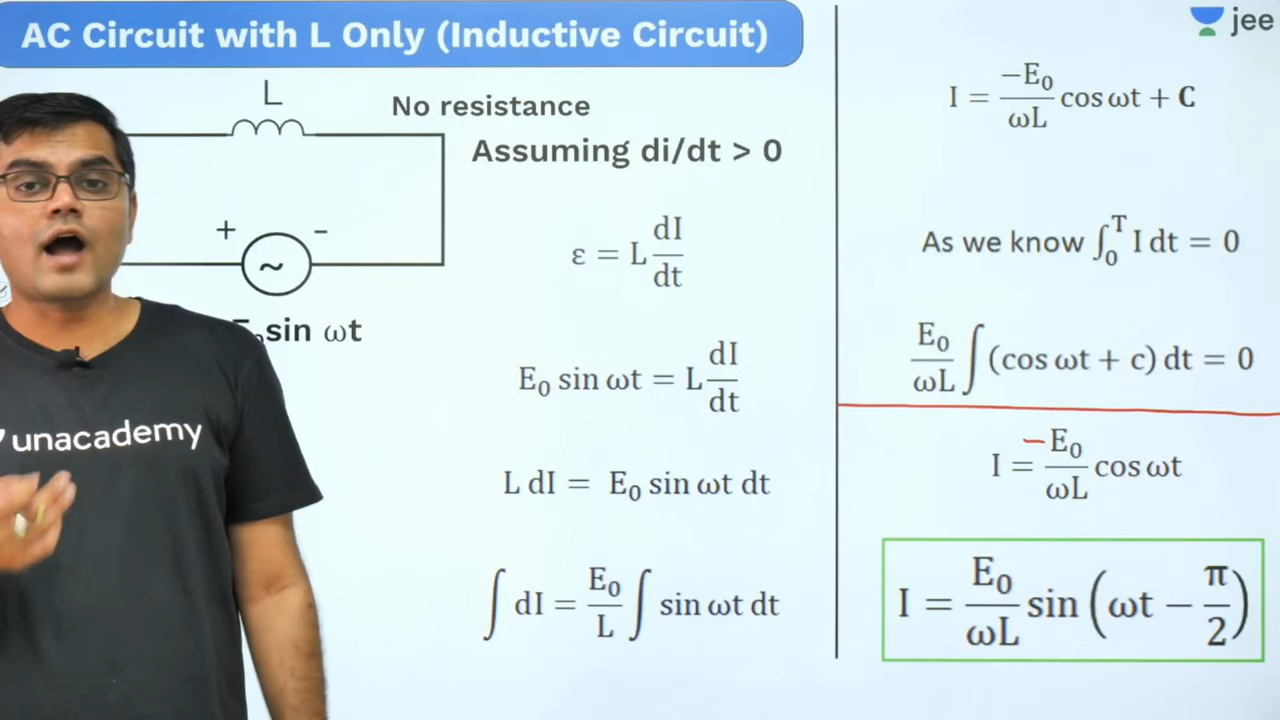 AC Circuit with L Only (Inductive Circuit)
jee
L
No resistance
Assuming di/dt > 0
+ -
~
sin ωt
ε = L dI/dt
E₀ sin ωt = L dI/dt
L dI = E₀ sin ωt dt
∫ dI = E₀/L ∫ sin ωt dt
I = −E₀/ωL cos ωt + C
As we know ∫₀ᵀ I dt = 0
E₀/ωL ∫ (cos ωt + c) dt = 0
I = −E₀/ωL cos ωt
I = E₀/ωL sin (ωt − π/2)
unacademy